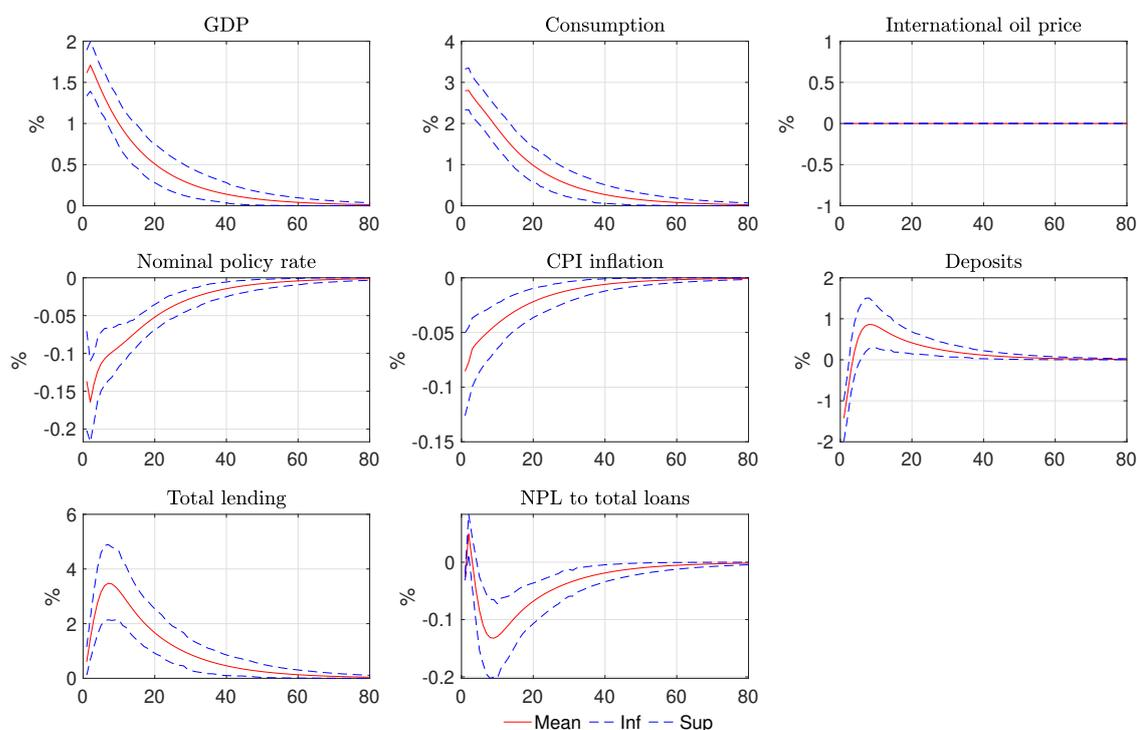 GDP
Consumption
International oil price
2
1.5
1
0.5
0
%
0 20 40 60 80
4
3
2
1
0
%
0 20 40 60 80
1
0.5
0
-0.5
-1
%
0 20 40 60 80
Nominal policy rate
CPI inflation
Deposits
0
-0.05
-0.1
-0.15
-0.2
%
0 20 40 60 80
0
-0.05
-0.1
-0.15
%
0 20 40 60 80
2
1
0
-1
-2
%
0 20 40 60 80
Total lending
NPL to total loans
6
4
2
0
%
0 20 40 60 80
0
-0.1
-0.2
%
0 20 40 60 80
Mean Inf Sup